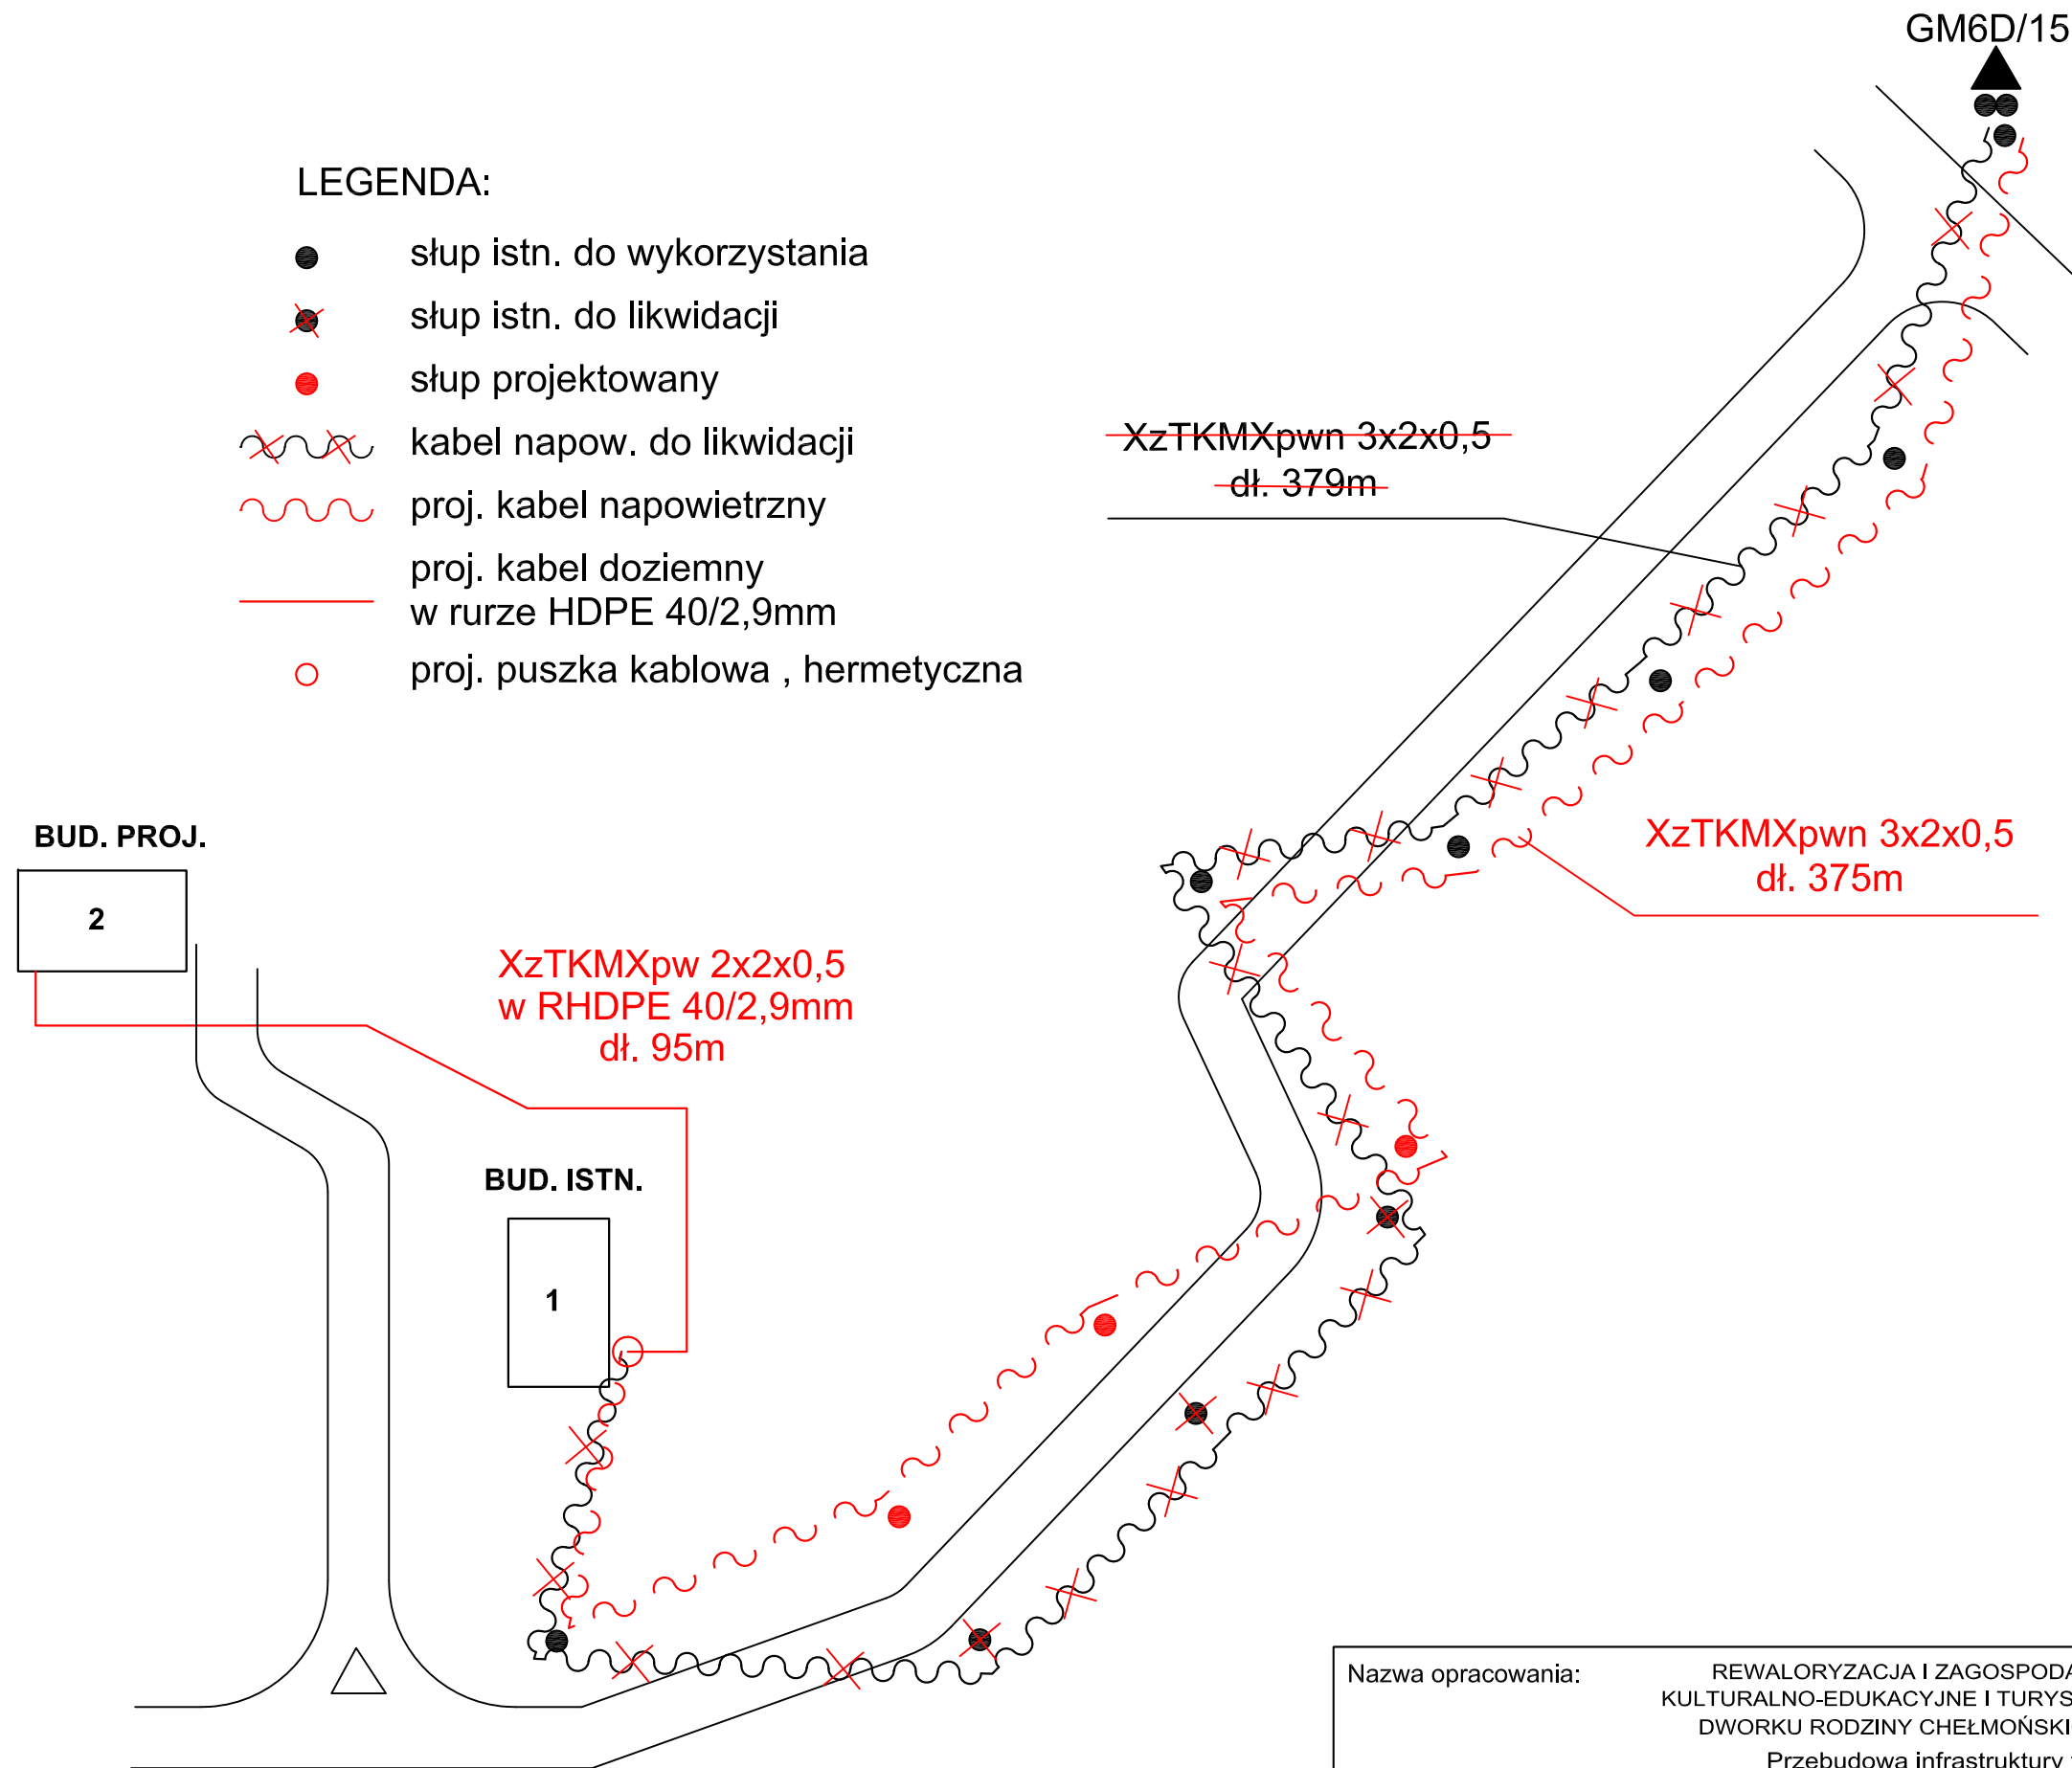 GM6D/15
LEGENDA:
słup istn. do wykorzystania
słup istn. do likwidacji
słup projektowany
kabel napow. do likwidacji
proj. kabel napowietrzny
proj. kabel doziemny
w rurze HDPE 40/2,9mm
proj. puszka kablowa , hermetyczna
XzTKMXpwn 3x2x0,5
dł. 379m
XzTKMXpwn 3x2x0,5
dł. 375m
BUD. PROJ.
2
XzTKMXpw 2x2x0,5
w RHDPE 40/2,9mm
dł. 95m
BUD. ISTN.
1
Nazwa opracowania:
REWALORYZACJA I ZAGOSPODA
KULTURALNO-EDUKACYJNE I TURYS
DWORKU RODZINY CHEŁMOŃSKI
Przebudowa infrastruktury